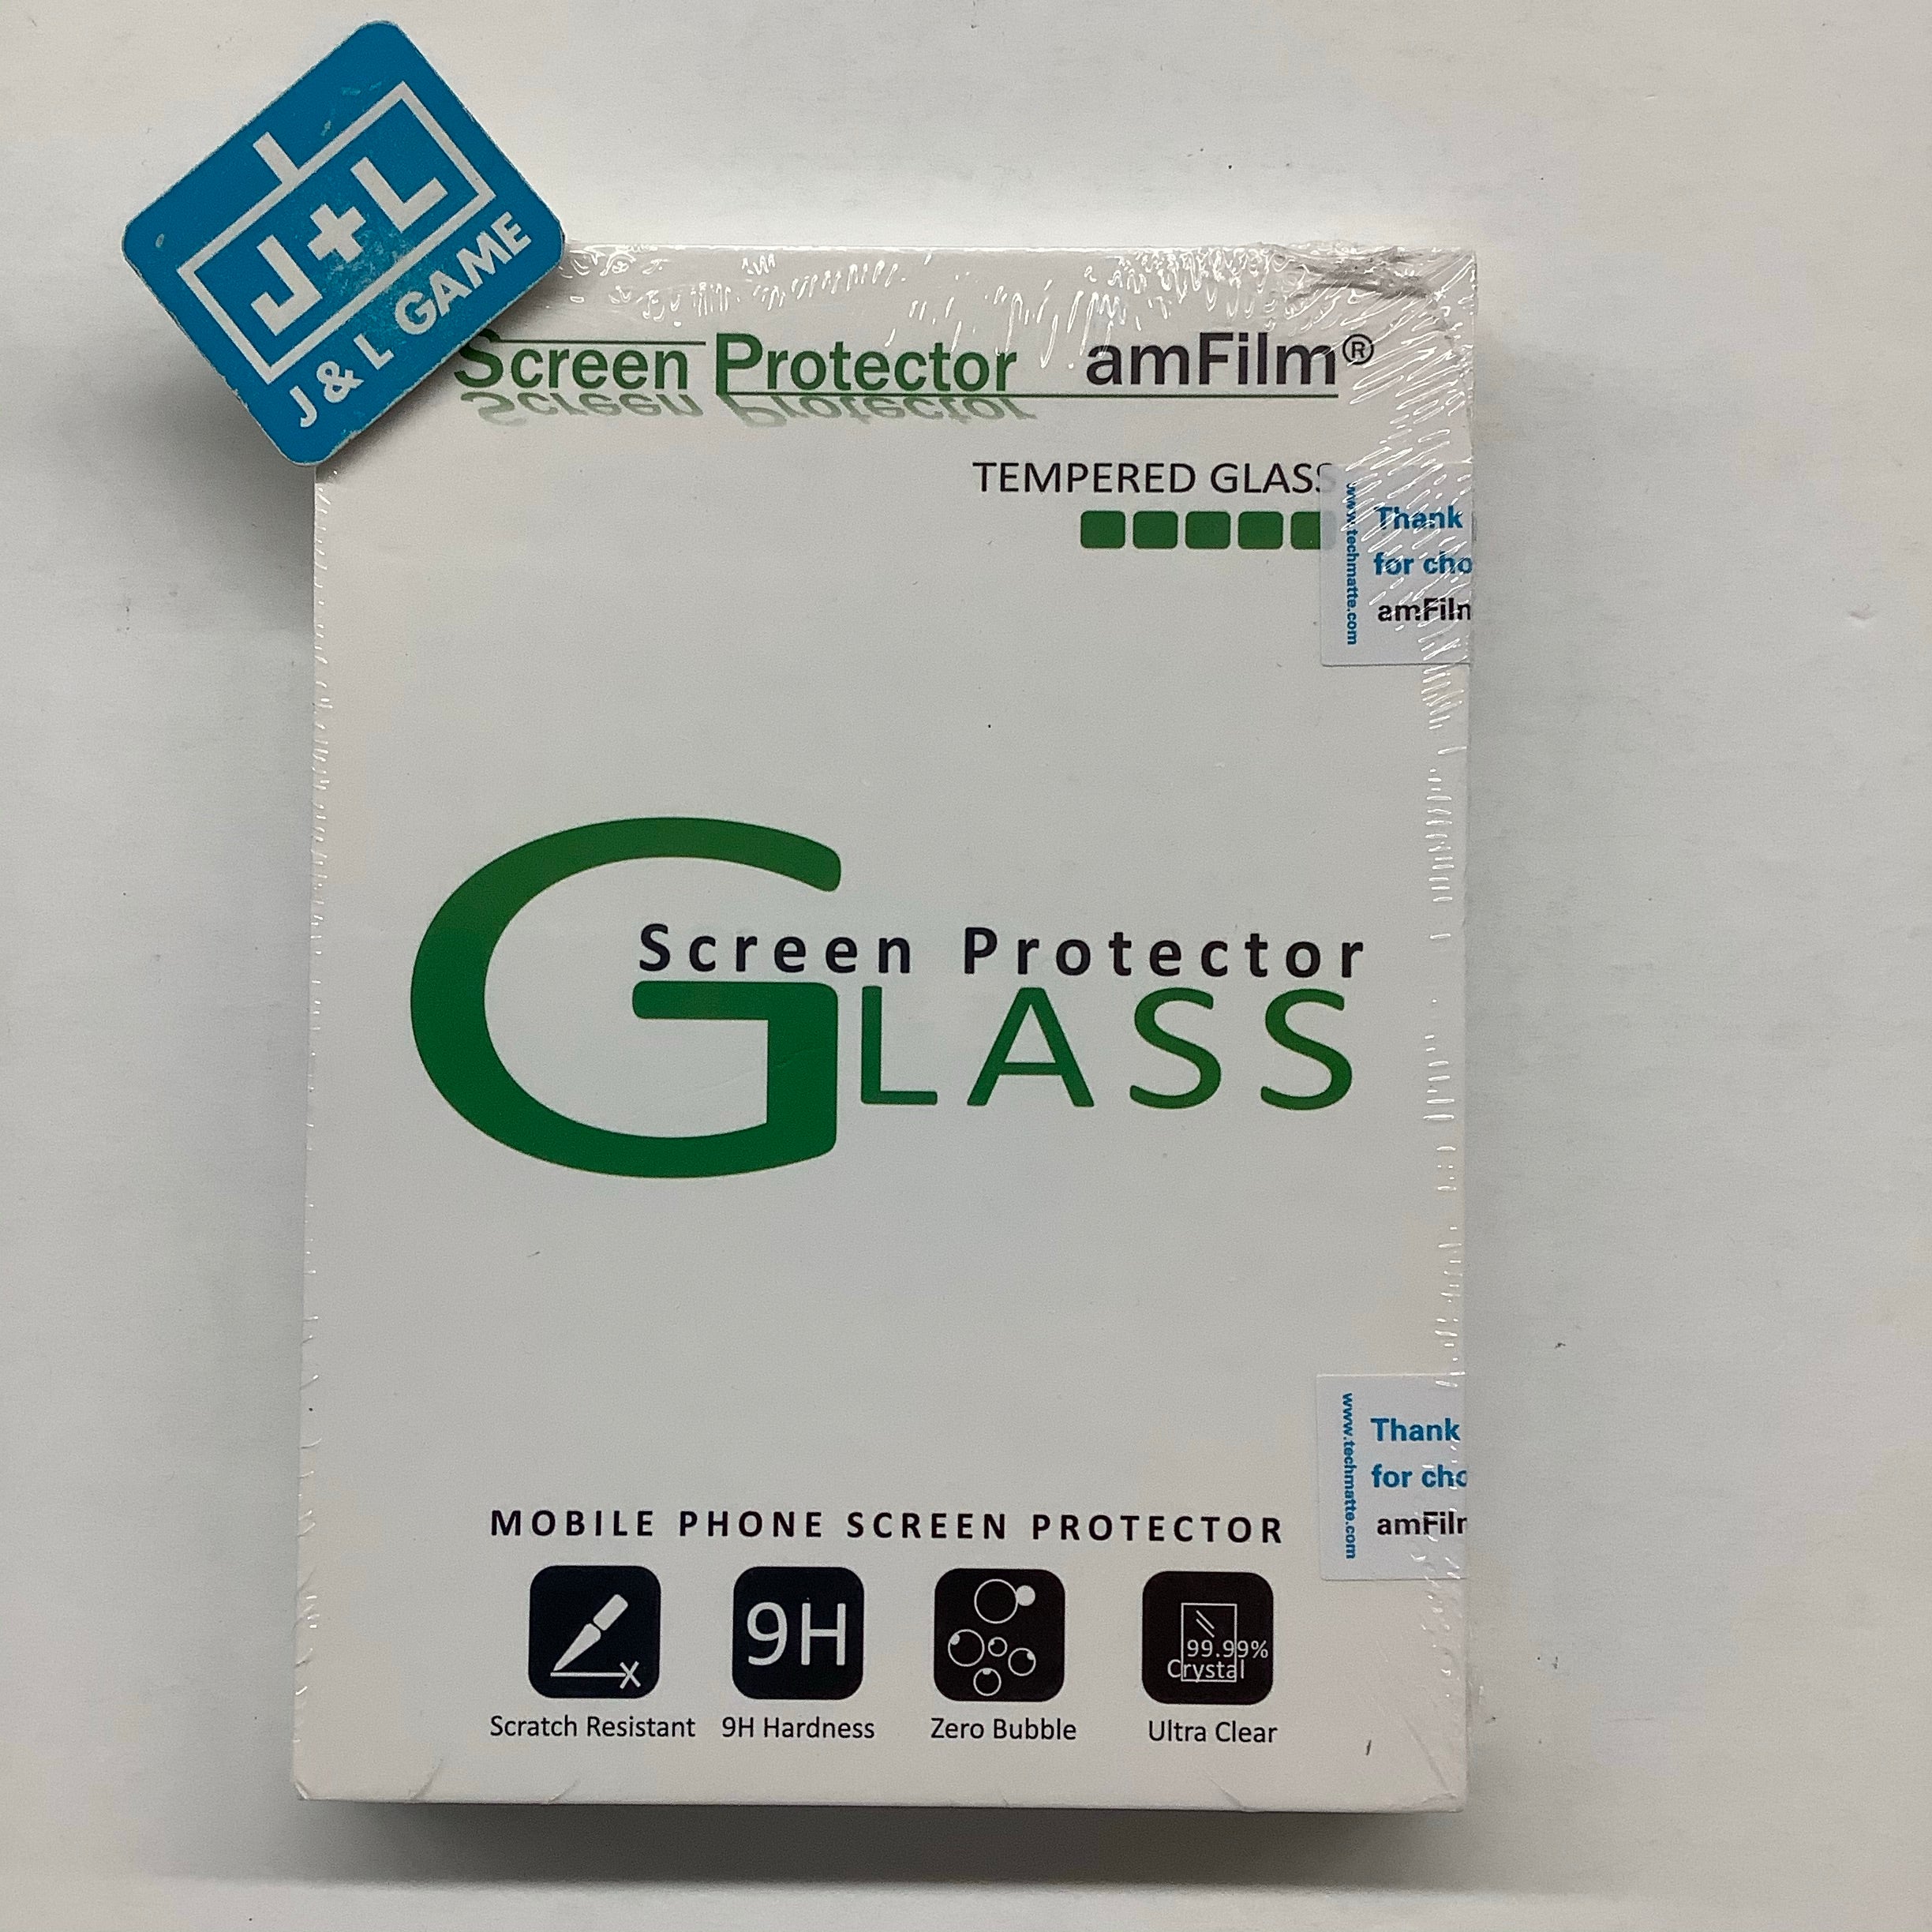 J+L
J & L GAME
Screen Protector amFilm®
TEMPERED GLASS
www.techmatte.com
Thank
for cho
amFilm
Screen Protector
GLASS
www.techmatte.com
Thank
for cho
amFilm
MOBILE PHONE SCREEN PROTECTOR
9H
99.99%
Crystal
Scratch Resistant 9H Hardness Zero Bubble Ultra Clear